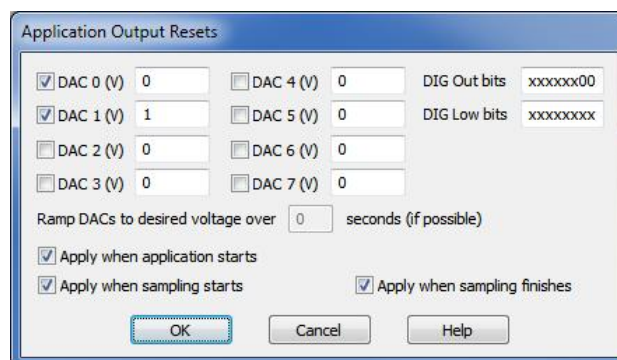 Application Output Resets
DAC 0 (V) 0 DAC 4 (V) 0 DIG Out bits xxxxxx00
DAC 1 (V) 1 DAC 5 (V) 0 DIG Low bits xxxxxxxx
DAC 2 (V) 0 DAC 6 (V) 0
DAC 3 (V) 0 DAC 7 (V) 0
Ramp DACs to desired voltage over 0 seconds (if possible)
Apply when application starts
Apply when sampling starts Apply when sampling finishes
OK Cancel Help